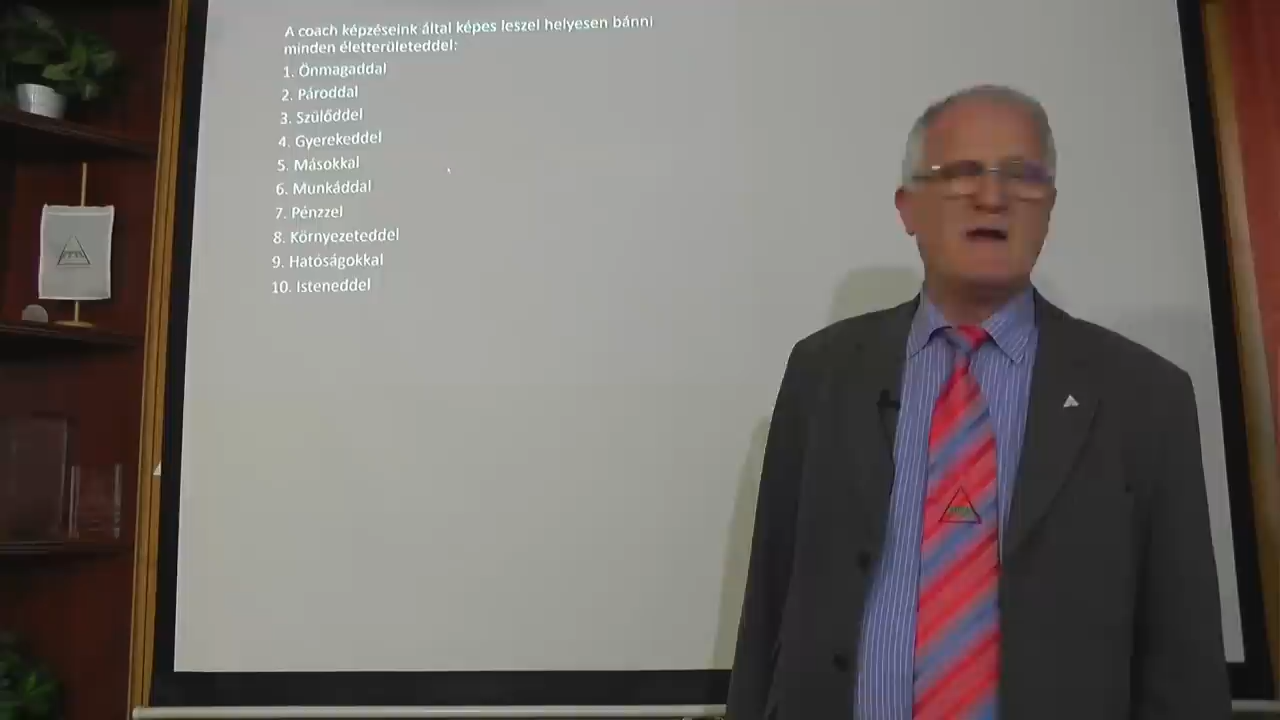 A coach képzéseink által képes leszel helyesen bánni
minden életterületeddel:
1. Önmagaddal
2. Pároddal
3. Szülőddel
4. Gyerekeddel
5. Másokkal
6. Munkáddal
7. Pénzzel
8. Környezeteddel
9. Hatóságokkal
10. Isteneddel